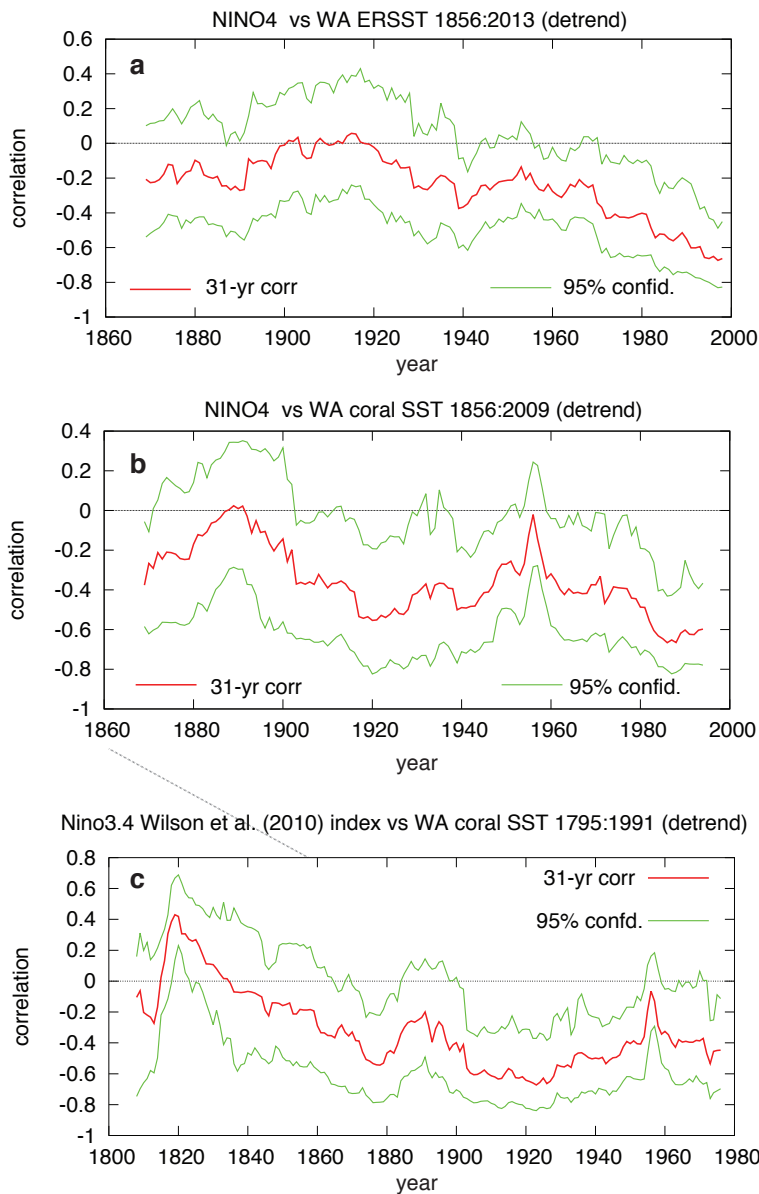 NINO4 vs WA ERSST 1856:2013 (detrend)
a
0.6
0.4
0.2
0
-0.2
-0.4
-0.6
-0.8
-1
correlation
31-yr corr
95% confid.
1860 1880 1900 1920 1940 1960 1980 2000
year
NINO4 vs WA coral SST 1856:2009 (detrend)
b
0.4
0.2
0
-0.2
-0.4
-0.6
-0.8
-1
correlation
31-yr corr
95% confid.
1860 1880 1900 1920 1940 1960 1980 2000
year
Nino3.4 Wilson et al. (2010) index vs WA coral SST 1795:1991 (detrend)
c
0.8
0.6
0.4
0.2
0
-0.2
-0.4
-0.6
-0.8
-1
correlation
31-yr corr
95% confd.
1800 1820 1840 1860 1880 1900 1920 1940 1960 1980
year